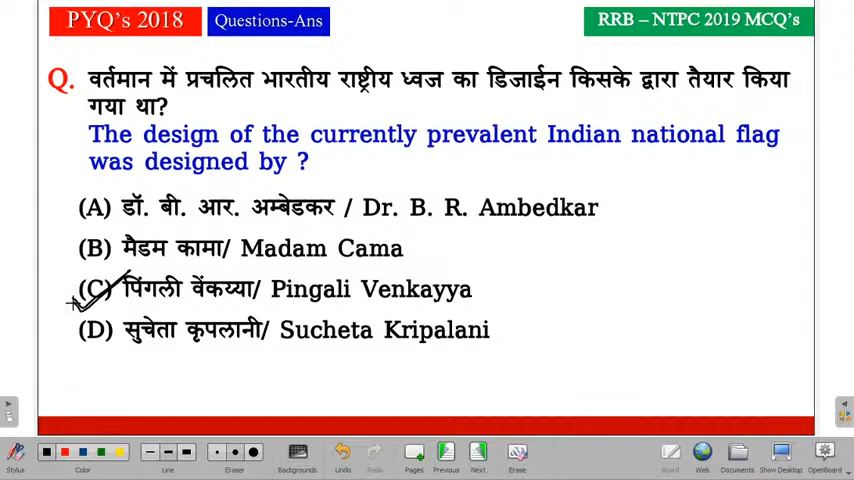 PYQ's 2018 Questions-Ans RRB – NTPC 2019 MCQ's
Q. वर्तमान में प्रचलित भारतीय राष्ट्रीय ध्वज का डिजाईन किसके द्वारा तैयार किया
गया था?
The design of the currently prevalent Indian national flag
was designed by ?
(A) डॉ. बी. आर. अम्बेडकर / Dr. B. R. Ambedkar
(B) मैडम कामा/ Madam Cama
(C) पिंगली वेंकय्या/ Pingali Venkayya
(D) सुचेता कृपलानी/ Sucheta Kripalani
Stylus Color Line Eraser Backgrounds Undo Redo Pages Previous Next Erase Board Web Documents Show Desktop OpenBoard